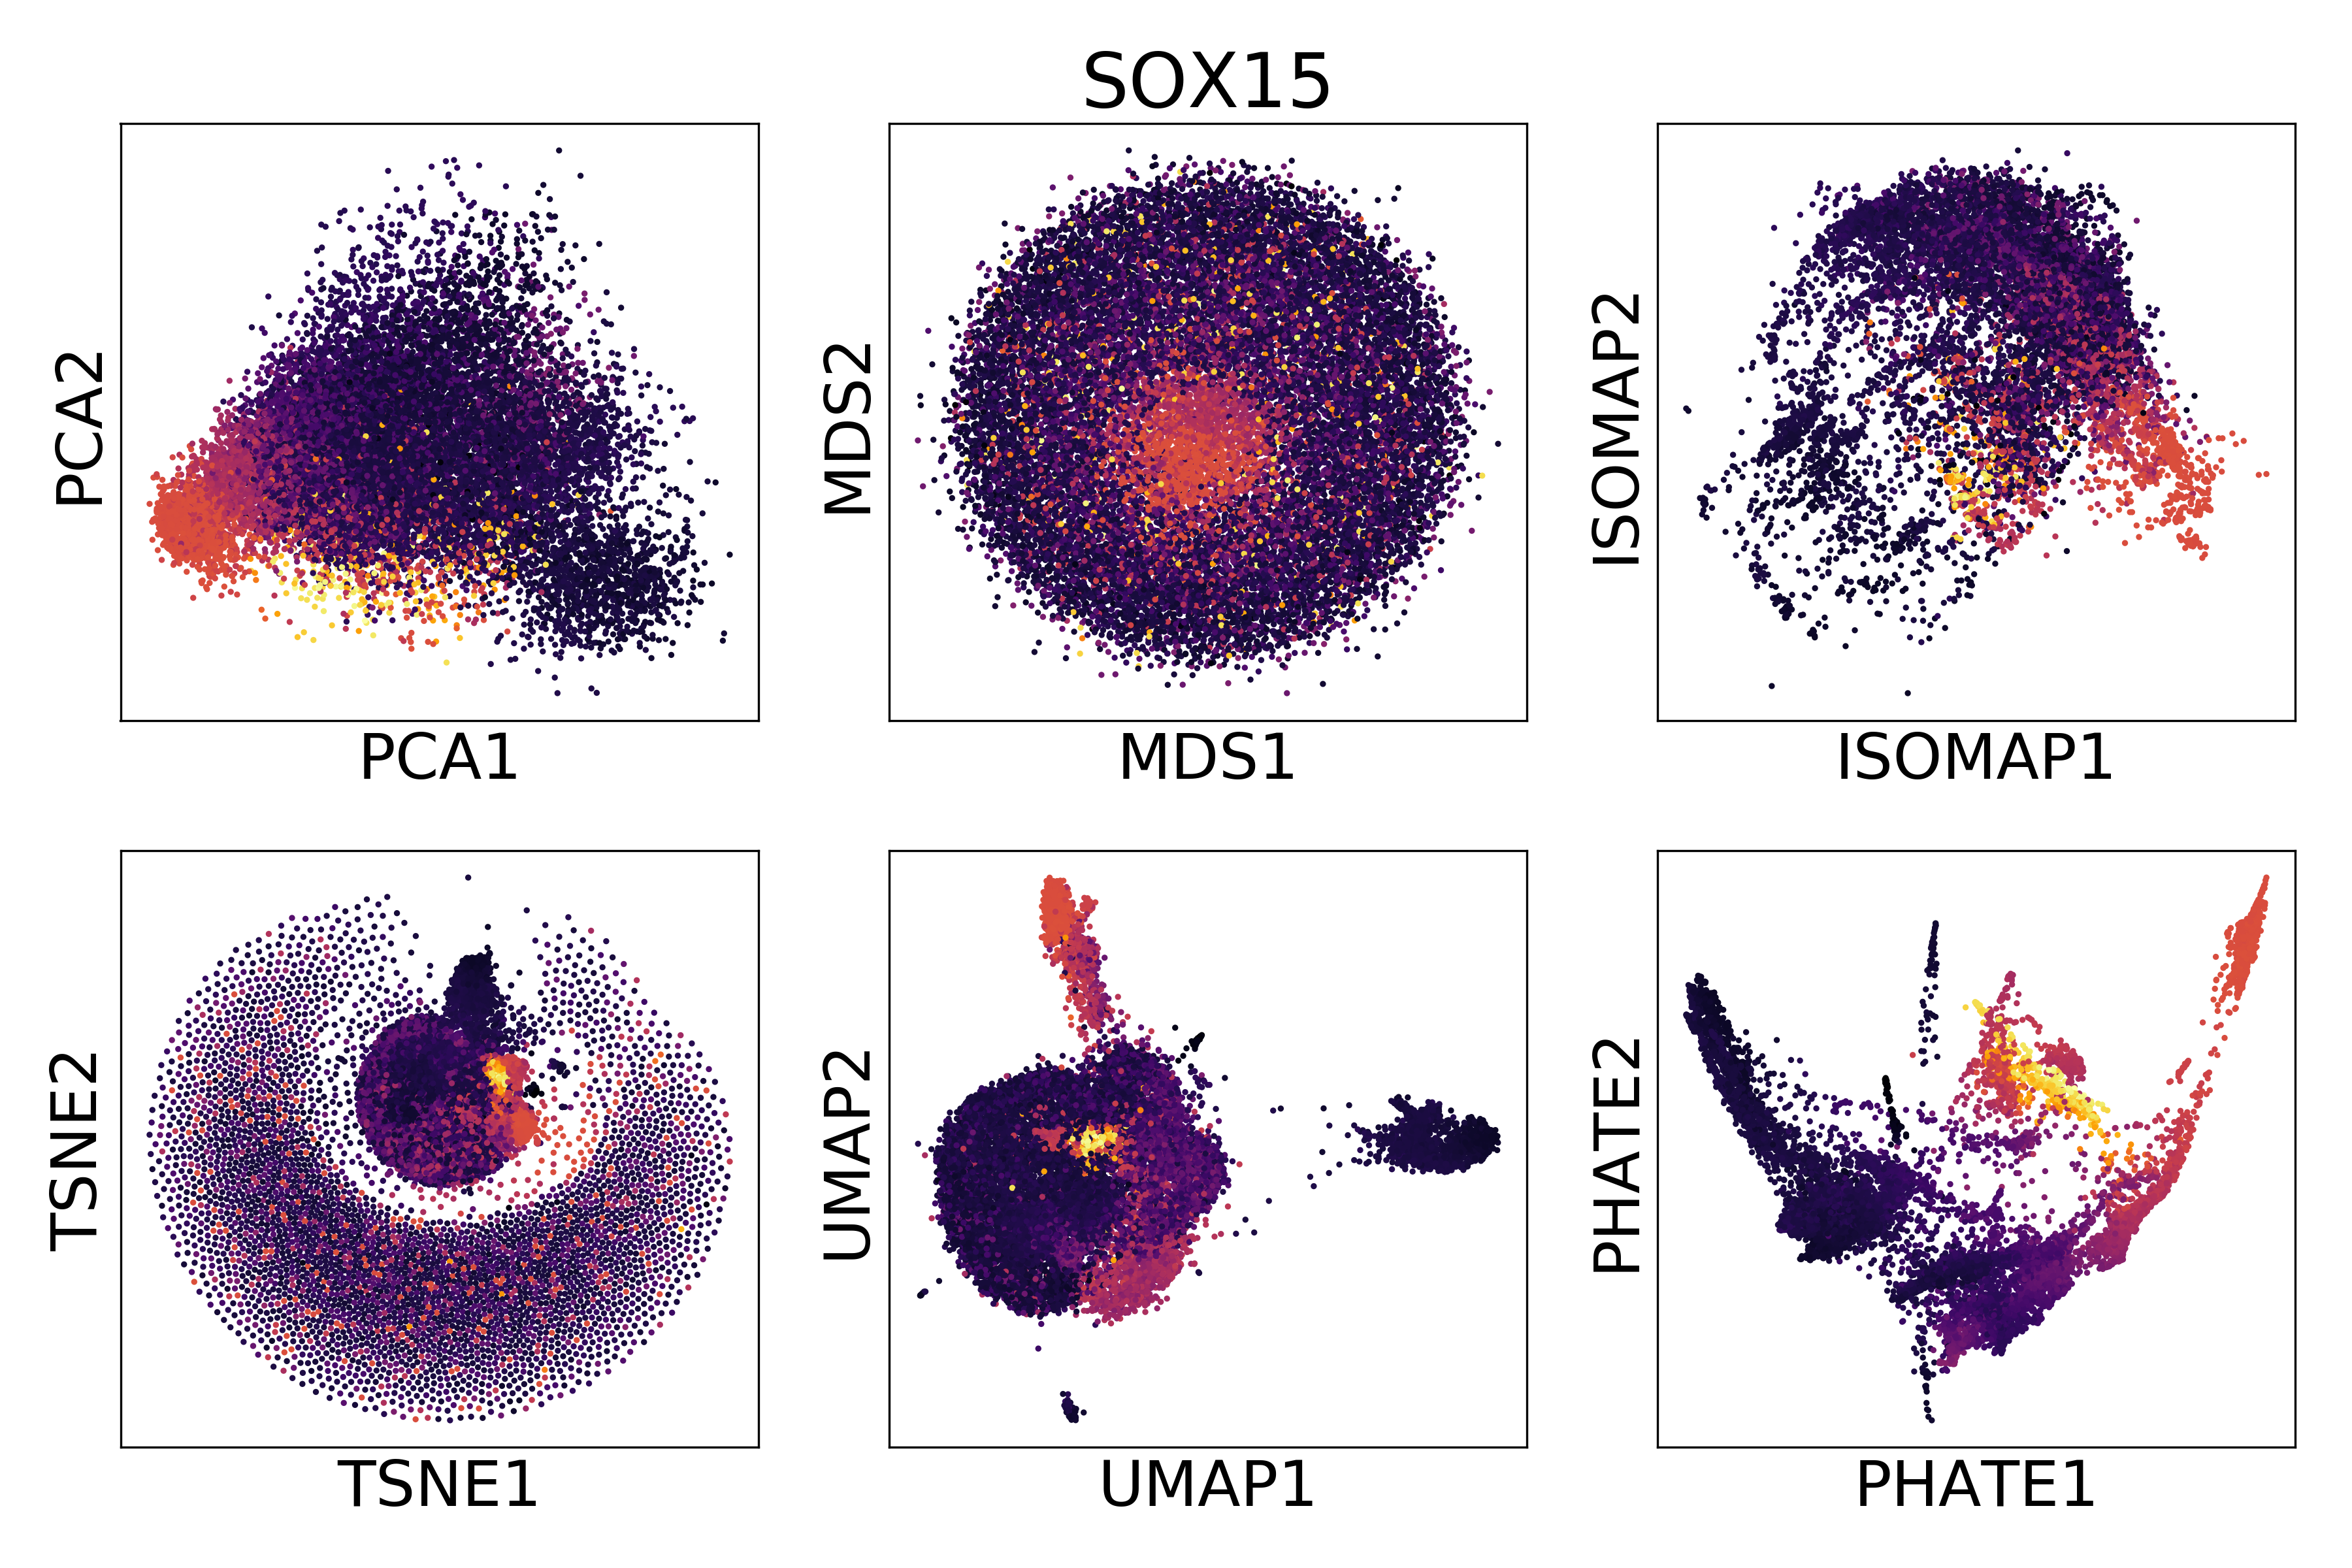 SOX15
PCA2
MDS2
ISOMAP2
PCA1
MDS1
ISOMAP1
TSNE2
UMAP2
PHATE2
TSNE1
UMAP1
PHATE1